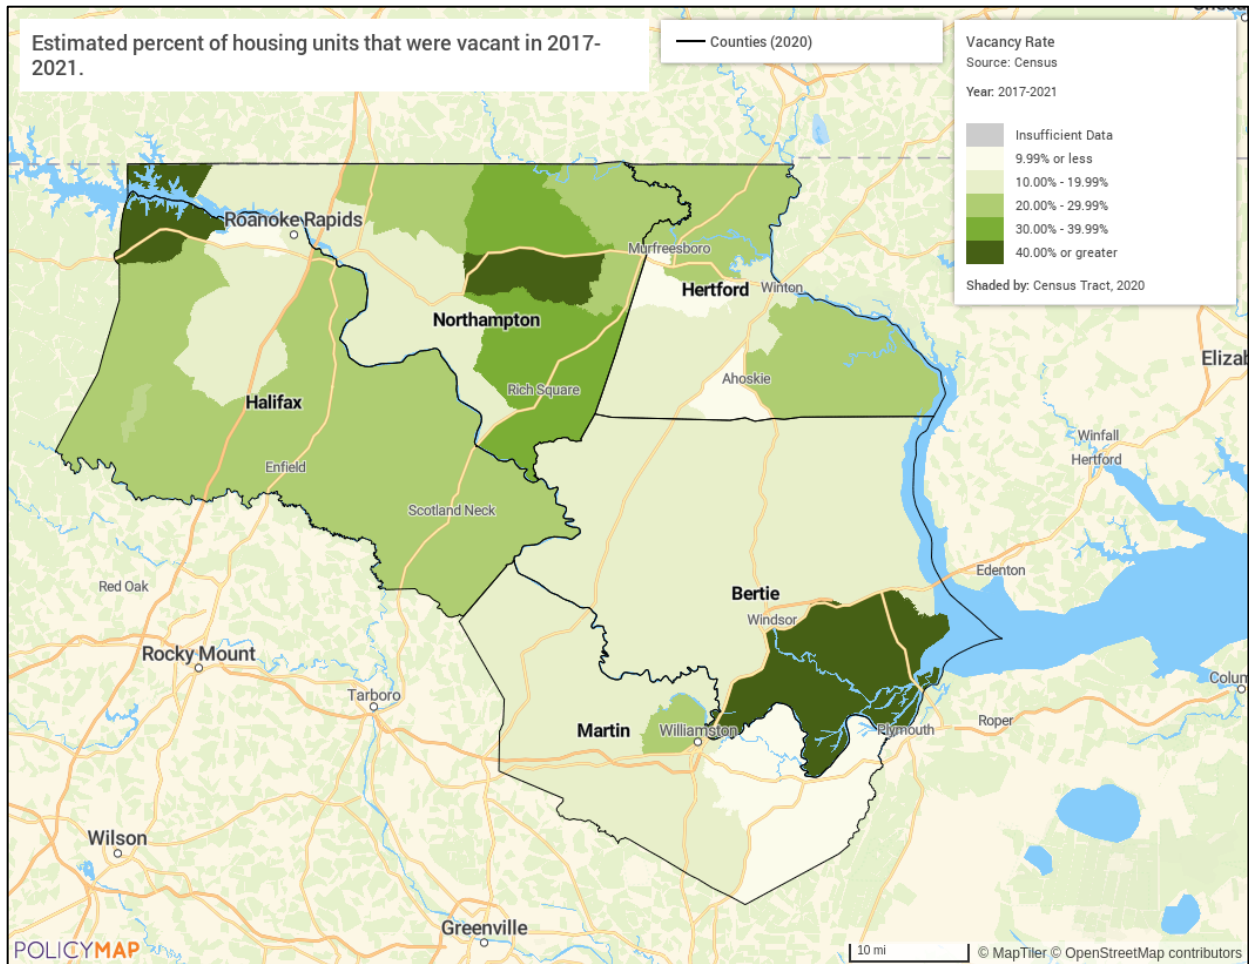 Estimated percent of housing units that were vacant in 2017-
2021.
Counties (2020)
Vacancy Rate
Source: Census
Year: 2017-2021
Insufficient Data
9.99% or less
10.00% - 19.99%
20.00% - 29.99%
30.00% - 39.99%
40.00% or greater
Shaded by: Census Tract, 2020
Roanoke Rapids
Murfreesboro
Hertford
Winton
Northampton
Elizab
Ahoskie
Rich Square
Halifax
Winfall
Hertford
Enfield
Scotland Neck
Edenton
Red Oak
Bertie
Windsor
Rocky Mount
Colum
Tarboro
Roper
Martin
Williamston
Plymouth
Wilson
Greenville
POLICYMAP
10 mi
© MapTiler © OpenStreetMap contributors